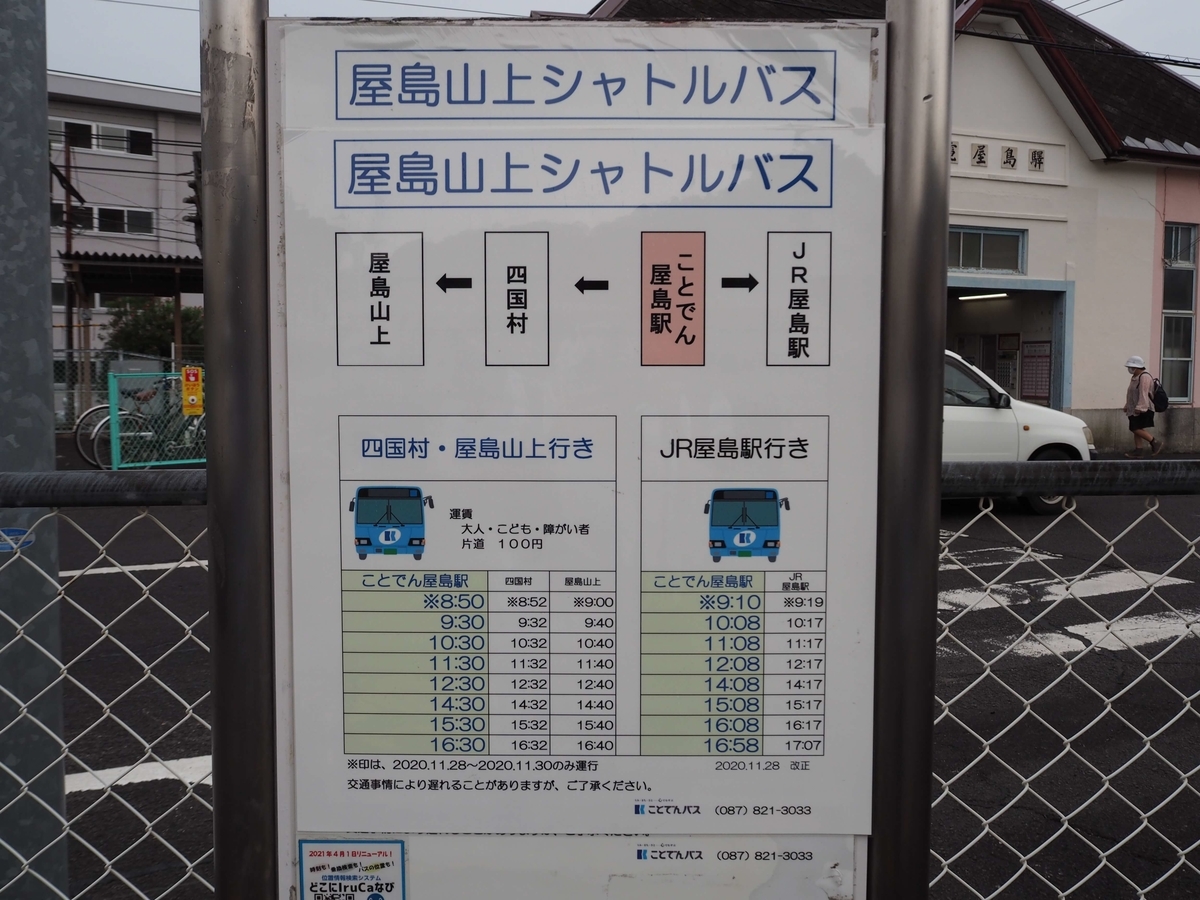 屋島山上シャトルバス
屋島山上シャトルバス
屋島山上
←
四国村
←
ことでん
屋島駅
→
JR屋島駅
屋島驛
四国村・屋島山上行き
運賃
大人・こども・障がい者
片道 100円
ことでん屋島駅 四国村 屋島山上
※8:50 ※8:52 ※9:00
9:30 9:32 9:40
10:30 10:32 10:40
11:30 11:32 11:40
12:30 12:32 12:40
14:30 14:32 14:40
15:30 15:32 15:40
16:30 16:32 16:40
JR屋島駅行き
ことでん屋島駅 JR屋島駅
※9:10 ※9:19
10:08 10:17
11:08 11:17
12:08 12:17
14:08 14:17
15:08 15:17
16:08 16:17
16:58 17:07
※印は、2020.11.28～2020.11.30のみ運行
2020.11.28 改正
交通事情により遅れることがありますが、ご了承ください。
ことでんバス (087) 821-3033
ことでんバス (087) 821-3033
2021年4月1日リニューアル!
位置情報検索システム
どこにIruCaなび